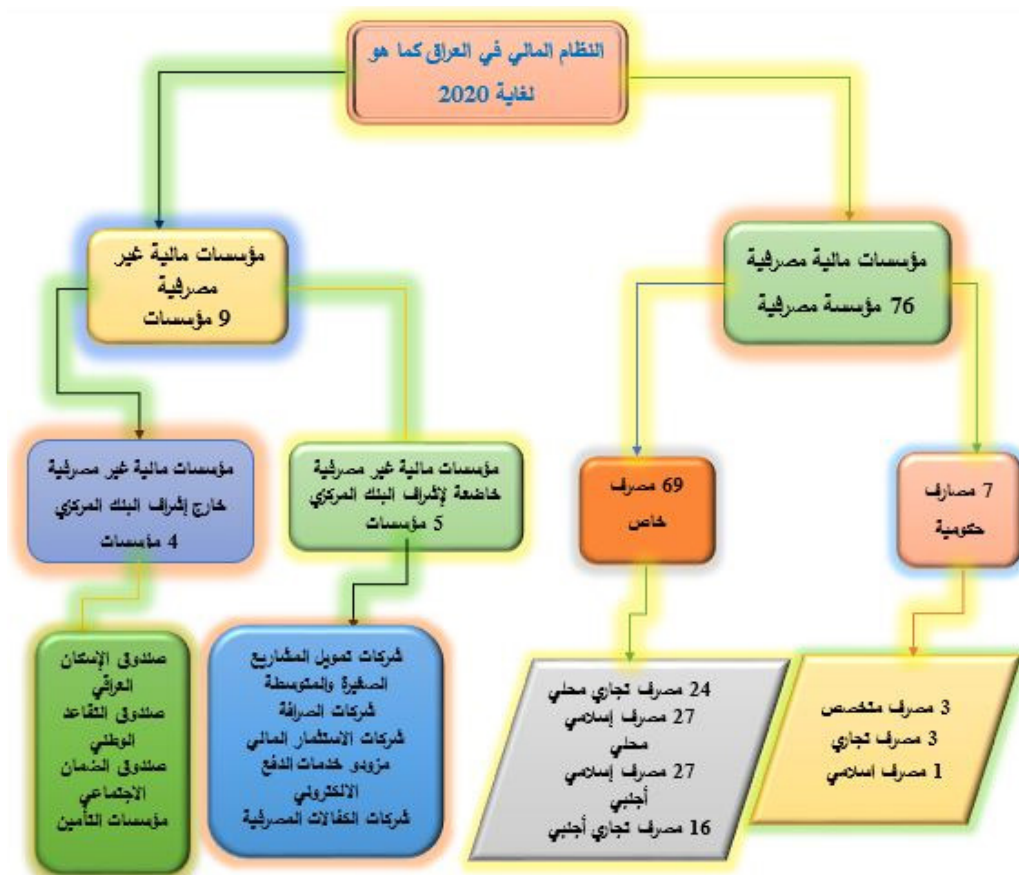 النظام المالي في العراق كما هو
لغاية 2020
مؤسسات مالية مصرفية
76 مؤسسة مصرفية
مؤسسات مالية غير
مصرفية
9 مؤسسات
7 مصارف
حكومية
69 مصرف
خاص
مؤسسات مالية غير مصرفية
خاضعة لإشراف البنك المركزي
5 مؤسسات
مؤسسات مالية غير مصرفية
خارج إشراف البنك المركزي
4 مؤسسات
3 مصرف متخصص
3 مصرف تجاري
1 مصرف اسلامي
24 مصرف تجاري محلي
27 مصرف إسلامي
محلي
27 مصرف إسلامي
أجنبي
16 مصرف تجاري أجنبي
شركات تمويل المشاريع
الصغيرة والمتوسطة
شركات الصرافة
شركات الاستثمار المالي
مزودو خدمات الدفع
الالكتروني
شركات الكفالات المصرفية
صندوق الإسكان
العراقي
صندوق التقاعد
الوطني
صندوق الضمان
الاجتماعي
مؤسسات التأمين